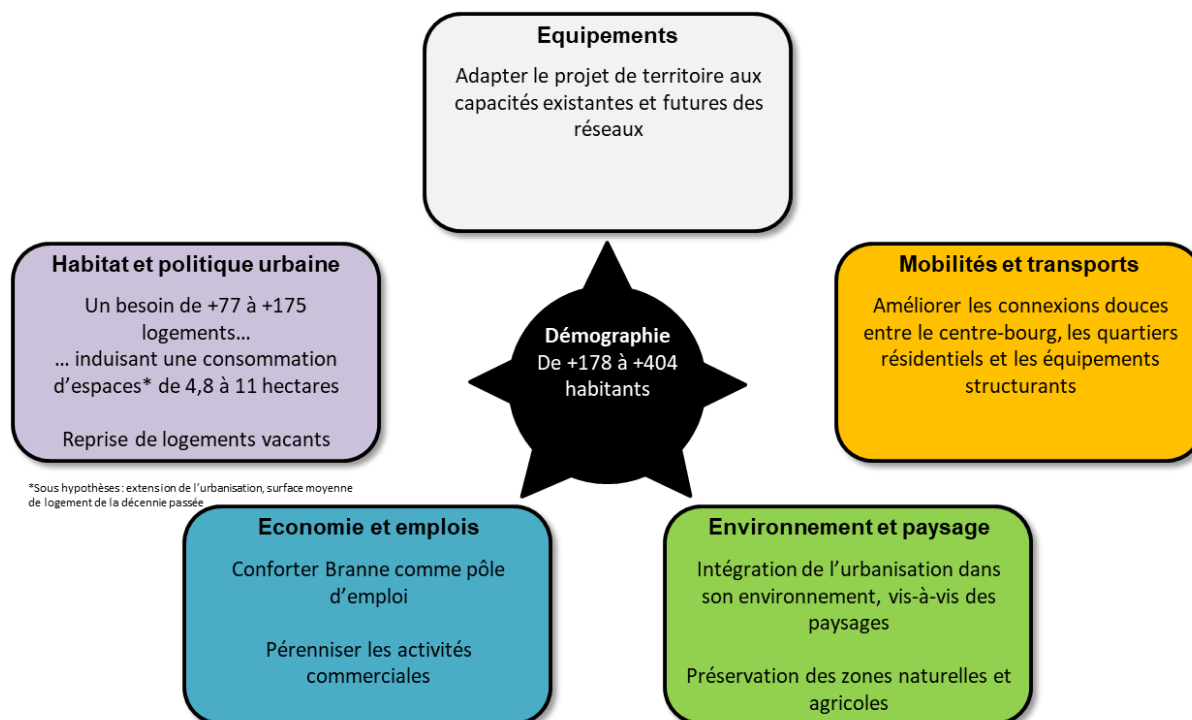 Equipements
Adapter le projet de territoire aux
capacités existantes et futures des
réseaux
Habitat et politique urbaine
Un besoin de +77 à +175
logements...
... induisant une consommation
d'espaces* de 4,8 à 11 hectares
Reprise de logements vacants
*Sous hypothèses : extension de l'urbanisation, surface moyenne
de logement de la décennie passée
Démographie
De +178 à +404
habitants
Mobilités et transports
Améliorer les connexions douces
entre le centre-bourg, les quartiers
résidentiels et les équipements
structurants
Economie et emplois
Conforter Branne comme pôle
d'emploi
Pérenniser les activités
commerciales
Environnement et paysage
Intégration de l'urbanisation dans
son environnement, vis-à-vis des
paysages
Préservation des zones naturelles et
agricoles